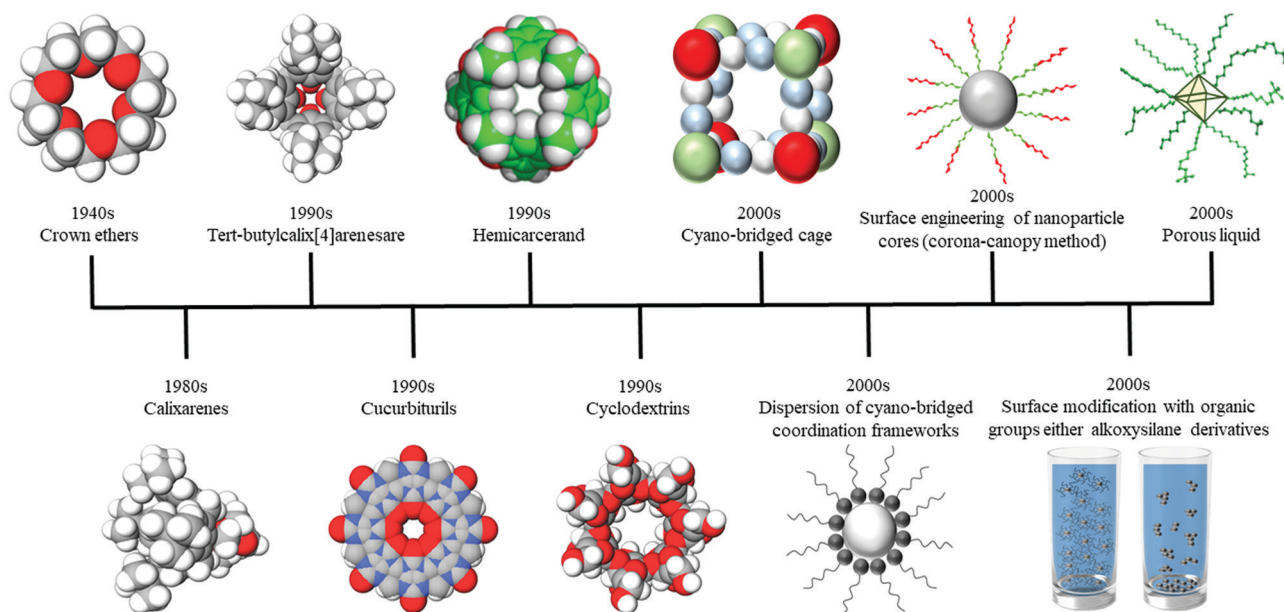 1940s
Crown ethers
1990s
Tert-butylcalix[4]arenesare
1990s
Hemicarcerand
2000s
Cyano-bridged cage
2000s
Surface engineering of nanoparticle
cores (corona-canopy method)
2000s
Porous liquid
1980s
Calixarenes
1990s
Cucurbiturils
1990s
Cyclodextrins
2000s
Dispersion of cyano-bridged
coordination frameworks
2000s
Surface modification with organic
groups either alkoxysilane derivatives